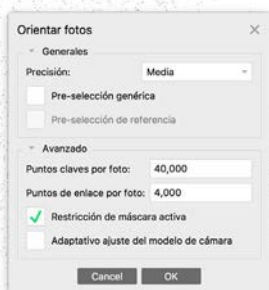 Orientar fotos
Generales
Precisión: Media
Pre-selección genérica
Pre-selección de referencia
Avanzado
Puntos claves por foto: 40,000
Puntos de enlace por foto: 4,000
Restricción de máscara activa
Adaptativo ajuste del modelo de cámara
Cancel OK